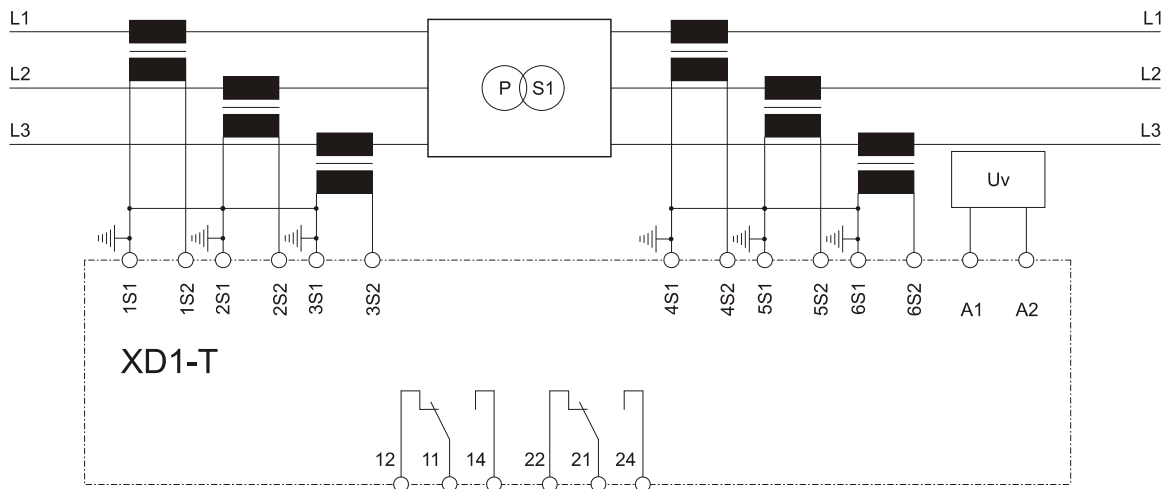 L1 L1
L2 P S1 L2
L3 L3
Uv
1S1 1S2 2S1 2S2 3S1 3S2 4S1 4S2 5S1 5S2 6S1 6S2 A1 A2
XD1-T
12 11 14 22 21 24